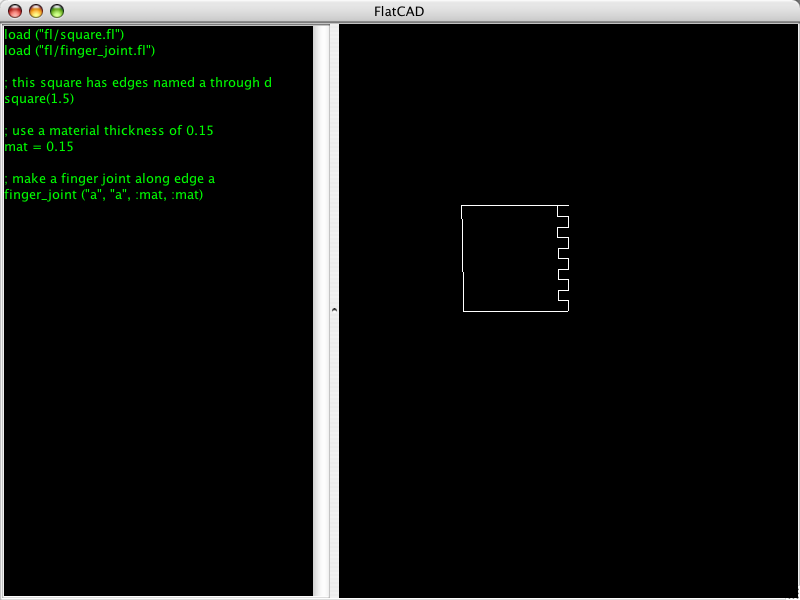 FlatCAD
load ("fl/square.fl")
load ("fl/finger_joint.fl")
; this square has edges named a through d
square(1.5)
; use a material thickness of 0.15
mat = 0.15
; make a finger joint along edge a
finger_joint ("a", "a", :mat, :mat)